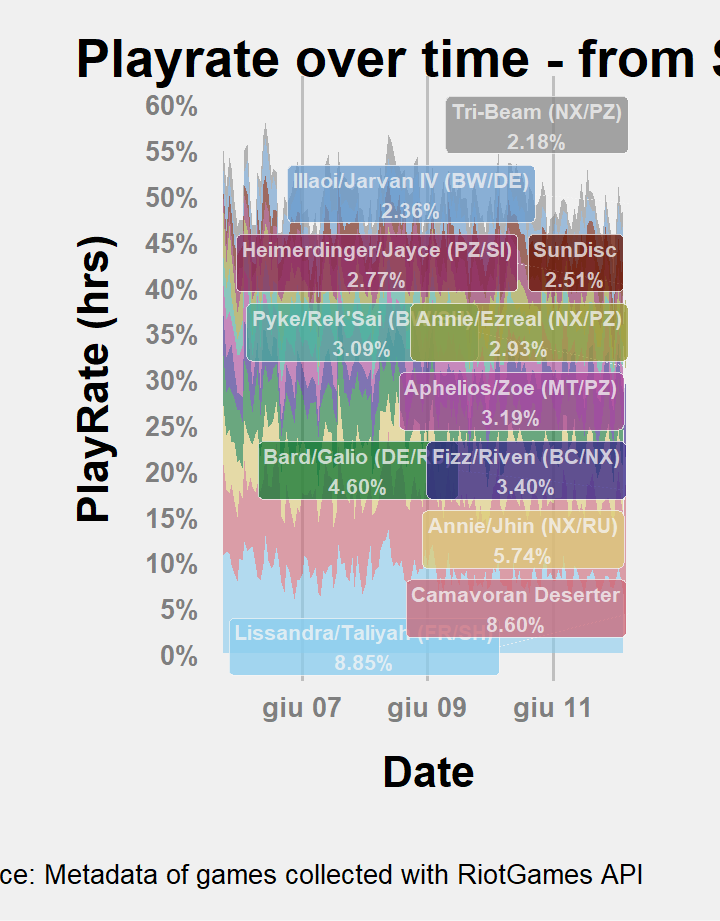 Playrate over time - from
60%
55%
50%
45%
40%
35%
30%
25%
20%
15%
10%
5%
0%
PlayRate (hrs)
Tri-Beam (NX/PZ)
2.18%
Illaoi/Jarvan IV (BW/DE)
2.36%
Heimerdinger/Jayce (PZ/SI)
2.77%
SunDisc
2.51%
Pyke/Rek'Sai (B
3.09%
Annie/Ezreal (NX/PZ)
2.93%
Aphelios/Zoe (MT/PZ)
3.19%
Bard/Galio (DE/R
4.60%
Fizz/Riven (BC/NX)
3.40%
Annie/Jhin (NX/RU)
5.74%
Camavoran Deserter
8.60%
Lissandra/Taliyah (FR/SH)
8.85%
giu 07
giu 09
giu 11
Date
ce: Metadata of games collected with RiotGames API